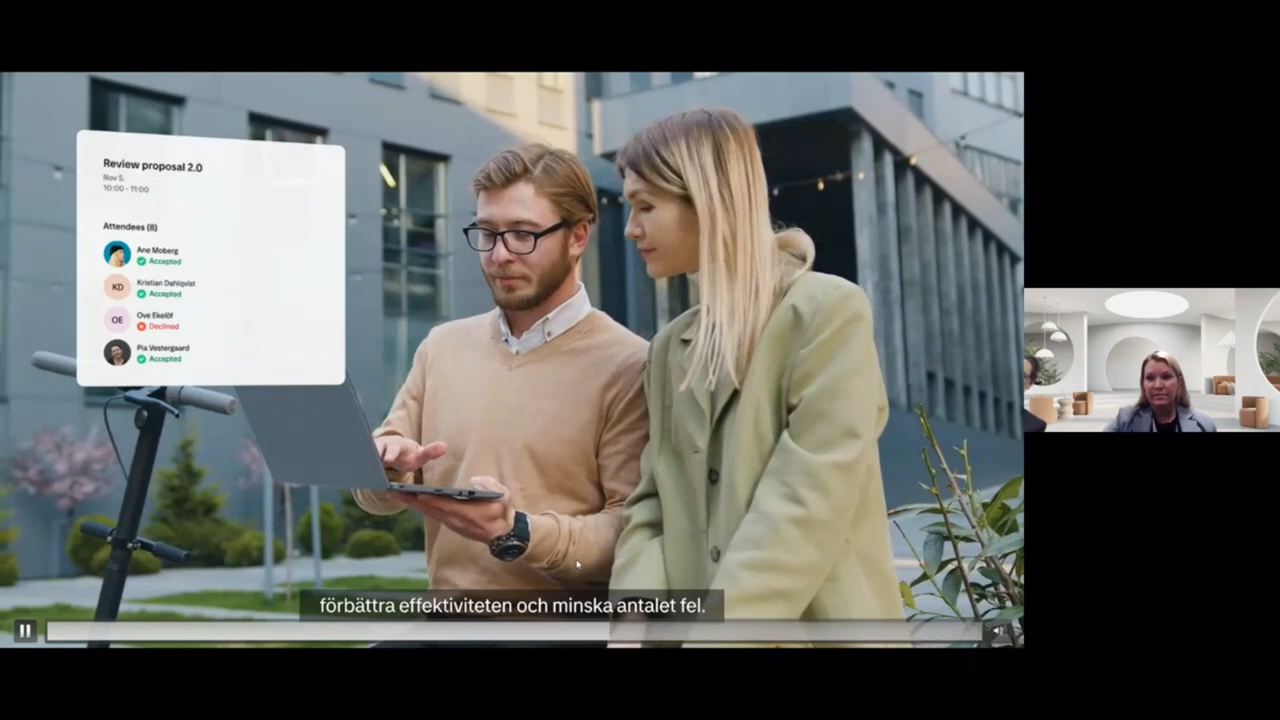 Review proposal 2.0
Nov 5.
10:00 - 11:00
Attendees (8)
Ane Moberg
Accepted
KD
Kristian Dahlqvist
Accepted
OE
Ove Ekelöf
Declined
Pia Vestergaard
Accepted
förbättra effektiviteten och minska antalet fel.